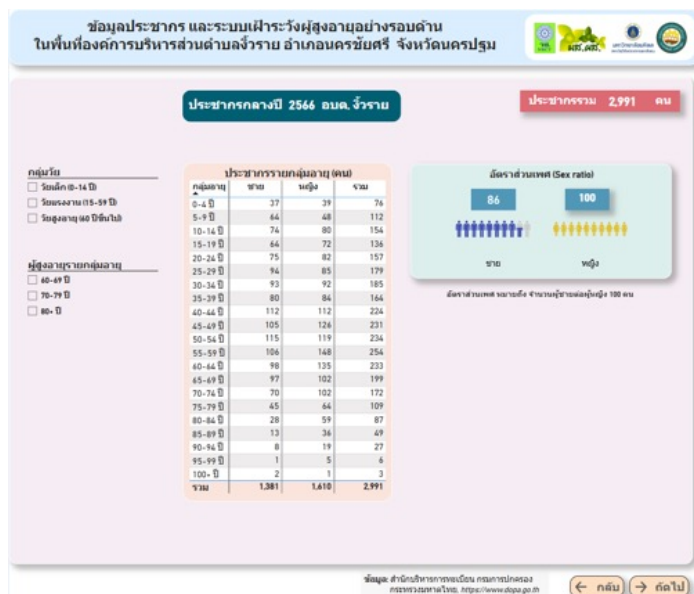 ข้อมูลประชากร และระบบเฝ้าระวังผู้สูงอายุอย่างรอบด้าน
ในพื้นที่องค์การบริหารส่วนตำบลงิ้วราย อำเภอนครชัยศรี จังหวัดนครปฐม
ประชากรกลางปี 2566 อบต.งิ้วราย
ประชากรรวม 2,991 คน
กลุ่มวัย
วัยเด็ก (0-14 ปี)
วัยแรงงาน (15-59 ปี)
วัยสูงอายุ (60 ปีขึ้นไป)
ผู้สูงอายุรายกลุ่มอายุ
60-69 ปี
70-79 ปี
80+ ปี
ประชากรรายกลุ่มอายุ (คน)
กลุ่มอายุ ชาย หญิง รวม
0-4 ปี 37 39 76
5-9 ปี 64 48 112
10-14 ปี 74 80 154
15-19 ปี 64 72 136
20-24 ปี 75 82 157
25-29 ปี 94 85 179
30-34 ปี 93 92 185
35-39 ปี 80 84 164
40-44 ปี 112 112 224
45-49 ปี 105 126 231
50-54 ปี 115 119 234
55-59 ปี 106 148 254
60-64 ปี 98 135 233
65-69 ปี 97 102 199
70-74 ปี 70 102 172
75-79 ปี 45 64 109
80-84 ปี 28 59 87
85-89 ปี 13 36 49
90-94 ปี 8 19 27
95-99 ปี 1 5 6
100+ ปี 2 1 3
รวม 1,381 1,610 2,991
อัตราส่วนเพศ (Sex ratio)
86 100
ชาย หญิง
อัตราส่วนเพศ หมายถึง จำนวนผู้ชายต่อผู้หญิง 100 คน
ข้อมูล: สำนักบริหารการทะเบียน กรมการปกครอง
กระทรวงมหาดไทย, https://www.dopa.go.th
← กลับ → ถัดไป